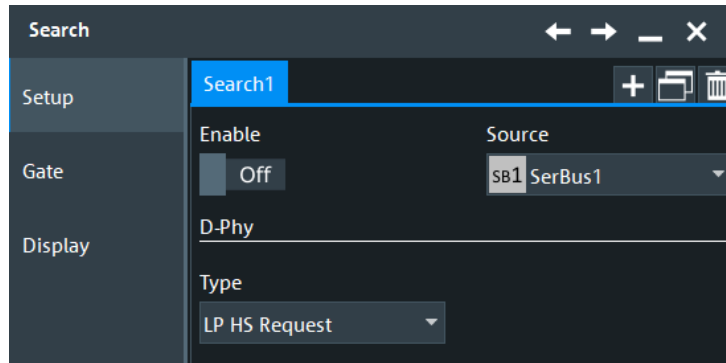 Search
Setup
Gate
Display
Search1
Enable
Source
Off
SB1 SerBus1
D-Phy
Type
LP HS Request